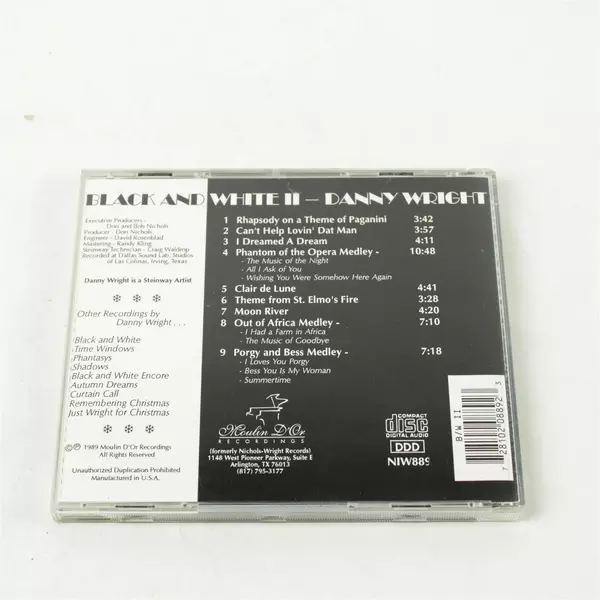 BLACK AND WHITE II — DANNY WRIGHT
Executive Producers -
Don and Bob Nichols
Producer - Don Nichols
Engineer - David Rosenblad
Mastering - Randy Kling
Steinway Technician - Craig Waldrop
Recorded at Dallas Sound Lab, Studios
of Las Colinas, Irving, Texas
Danny Wright is a Steinway Artist
Other Recordings by
Danny Wright . . .
Black and White
Time Windows
Phantasys
Shadows
Black and White Encore
Autumn Dreams
Curtain Call
Remembering Christmas
Just Wright for Christmas
© ℗ 1989 Moulin D'Or Recordings
All Rights Reserved
Unauthorized Duplication Prohibited
Manufactured in U.S.A.
1 Rhapsody on a Theme of Paganini 3:42
2 Can't Help Lovin' Dat Man 3:57
3 I Dreamed A Dream 4:11
4 Phantom of the Opera Medley - 10:48
- The Music of the Night
- All I Ask of You
- Wishing You Were Somehow Here Again
5 Clair de Lune 4:41
6 Theme from St. Elmo's Fire 3:28
7 Moon River 4:20
8 Out of Africa Medley - 7:10
- I Had a Farm in Africa
- The Music of Goodbye
9 Porgy and Bess Medley - 7:18
- I Loves You Porgy
- Bess You Is My Woman
- Summertime
Moulin D'Or
RECORDINGS
(formerly Nichols-Wright Records)
1148 West Pioneer Parkway, Suite E
Arlington, TX 76013
(817) 795-3177
COMPACT
disc
DIGITAL AUDIO
DDD
NIW889
B/W II
7 28102 08892 3